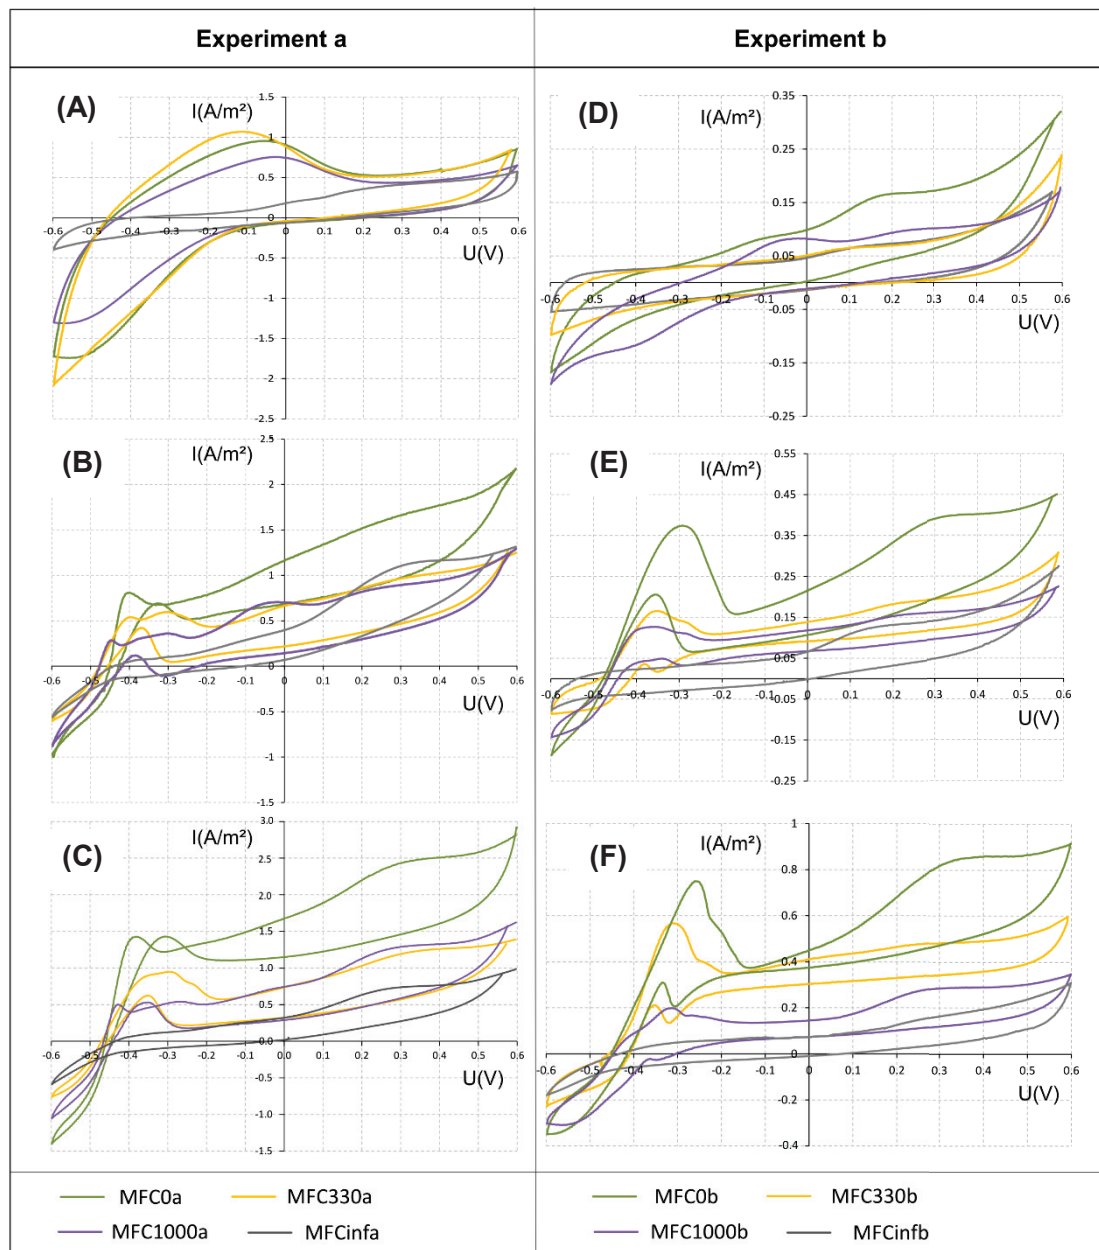 Experiment a
Experiment b
(A)
I(A/m²)
1.5
1
0.5
0
-0.5
-1
-1.5
-2
-2.5
-0.6 -0.5 -0.4 -0.3 -0.2 -0.1 0 0.1 0.2 0.3 0.4 0.5 0.6
U(V)
(D)
I(A/m²)
0.35
0.25
0.15
0.05
-0.05
-0.15
-0.25
-0.6 -0.5 -0.4 -0.3 -0.2 -0.1 0 0.1 0.2 0.3 0.4 0.5 0.6
U(V)
(B)
I(A/m²)
2.5
2
1.5
1
0.5
0
-0.5
-1
-1.5
-0.6 -0.5 -0.4 -0.3 -0.2 -0.1 0 0.1 0.2 0.3 0.4 0.5 0.6
U(V)
(E)
I(A/m²)
0.55
0.45
0.35
0.25
0.15
0.05
-0.05
-0.15
-0.25
-0.6 -0.5 -0.4 -0.3 -0.2 -0.1 0 0.1 0.2 0.3 0.4 0.5 0.6
U(V)
(C)
I(A/m²)
3.0
2.5
2.0
1.5
1.0
0.5
0.0
-0.5
-1.0
-1.5
-0.6 -0.5 -0.4 -0.3 -0.2 -0.1 0.0 0.1 0.2 0.3 0.4 0.5 0.6
U(V)
(F)
I(A/m²)
1
0.8
0.6
0.4
0.2
0
-0.2
-0.4
-0.6 -0.5 -0.4 -0.3 -0.2 -0.1 0 0.1 0.2 0.3 0.4 0.5 0.6
U(V)
MFC0a MFC330a
MFC1000a MFCinfa
MFC0b MFC330b
MFC1000b MFCinfb